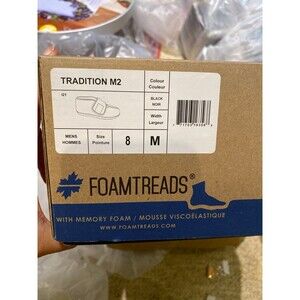 TRADITION M2
Colour
Couleur
BLACK
NOIR
Width
Largeur
MENS
HOMMES
Size
Pointure
8
M
FOAMTREADS
WITH MEMORY FOAM / MOUSSE VISCOÉLASTIQUE
WWW.FOAMTREADS.COM